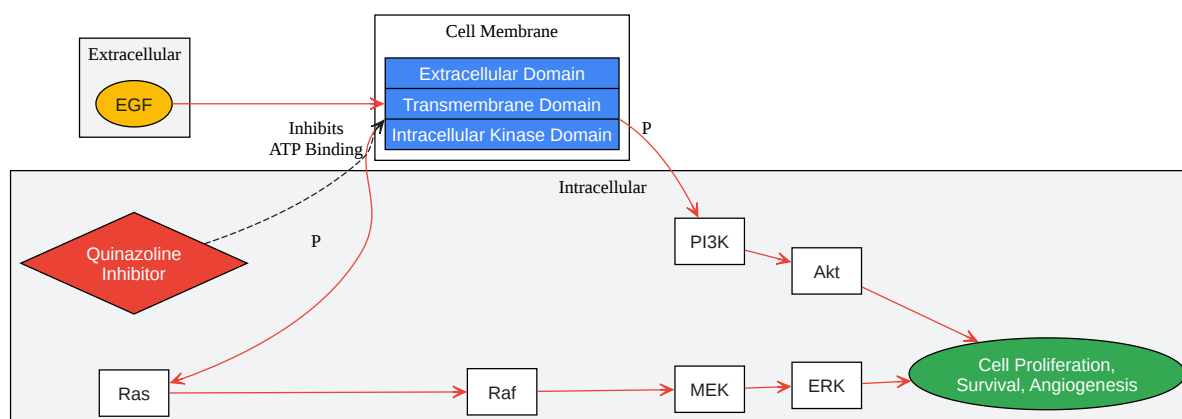 Cell Membrane
Extracellular
EGF
Extracellular Domain
Transmembrane Domain
Intracellular Kinase Domain
Inhibits
ATP Binding
P
Intracellular
Quinazoline
Inhibitor
P
PI3K
Akt
Ras
Raf
MEK
ERK
Cell Proliferation,
Survival, Angiogenesis